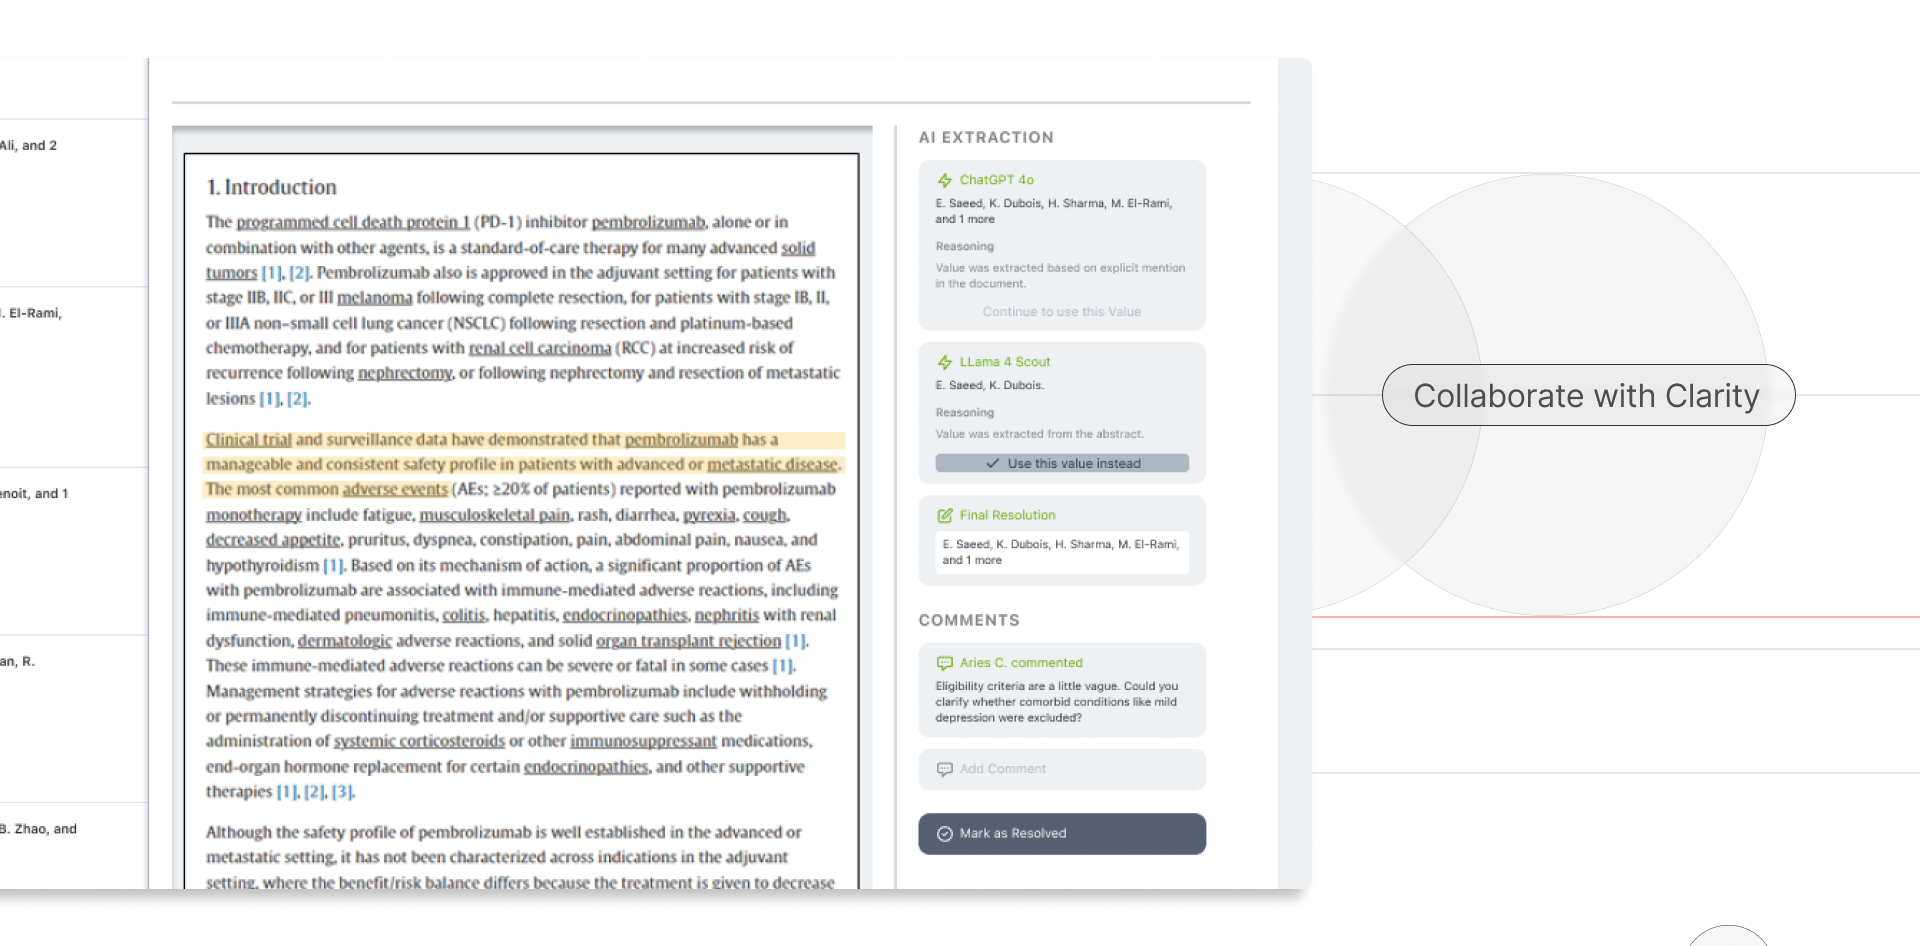 Ali, and 2
El-Rami,
enoit, and 1
an, R.
B. Zhao, and
1. Introduction
The programmed cell death protein 1 (PD-1) inhibitor pembrolizumab, alone or in
combination with other agents, is a standard-of-care therapy for many advanced solid
tumors [1], [2]. Pembrolizumab also is approved in the adjuvant setting for patients with
stage IIB, IIC, or III melanoma following complete resection, for patients with stage IB, II,
or IIIA non–small cell lung cancer (NSCLC) following resection and platinum-based
chemotherapy, and for patients with renal cell carcinoma (RCC) at increased risk of
recurrence following nephrectomy, or following nephrectomy and resection of metastatic
lesions [1], [2].
Clinical trial and surveillance data have demonstrated that pembrolizumab has a
manageable and consistent safety profile in patients with advanced or metastatic disease.
The most common adverse events (AEs; ≥20% of patients) reported with pembrolizumab
monotherapy include fatigue, musculoskeletal pain, rash, diarrhea, pyrexia, cough,
decreased appetite, pruritus, dyspnea, constipation, pain, abdominal pain, nausea, and
hypothyroidism [1]. Based on its mechanism of action, a significant proportion of AEs
with pembrolizumab are associated with immune-mediated adverse reactions, including
immune-mediated pneumonitis, colitis, hepatitis, endocrinopathies, nephritis with renal
dysfunction, dermatologic adverse reactions, and solid organ transplant rejection [1].
These immune-mediated adverse reactions can be severe or fatal in some cases [1].
Management strategies for adverse reactions with pembrolizumab include withholding
or permanently discontinuing treatment and/or supportive care such as the
administration of systemic corticosteroids or other immunosuppressant medications,
end-organ hormone replacement for certain endocrinopathies, and other supportive
therapies [1], [2], [3].
Although the safety profile of pembrolizumab is well established in the advanced or
metastatic setting, it has not been characterized across indications in the adjuvant
setting, where the benefit/risk balance differs because the treatment is given to decrease
AI EXTRACTION
ChatGPT 4o
E. Saeed, K. Dubois, H. Sharma, M. El-Rami,
and 1 more
Reasoning
Value was extracted based on explicit mention
in the document.
Continue to use this Value
LLama 4 Scout
E. Saeed, K. Dubois.
Reasoning
Value was extracted from the abstract.
Use this value instead
Final Resolution
E. Saeed, K. Dubois, H. Sharma, M. El-Rami,
and 1 more
COMMENTS
Aries C. commented
Eligibility criteria are a little vague. Could you
clarify whether comorbid conditions like mild
depression were excluded?
Add Comment
Mark as Resolved
Collaborate with Clarity